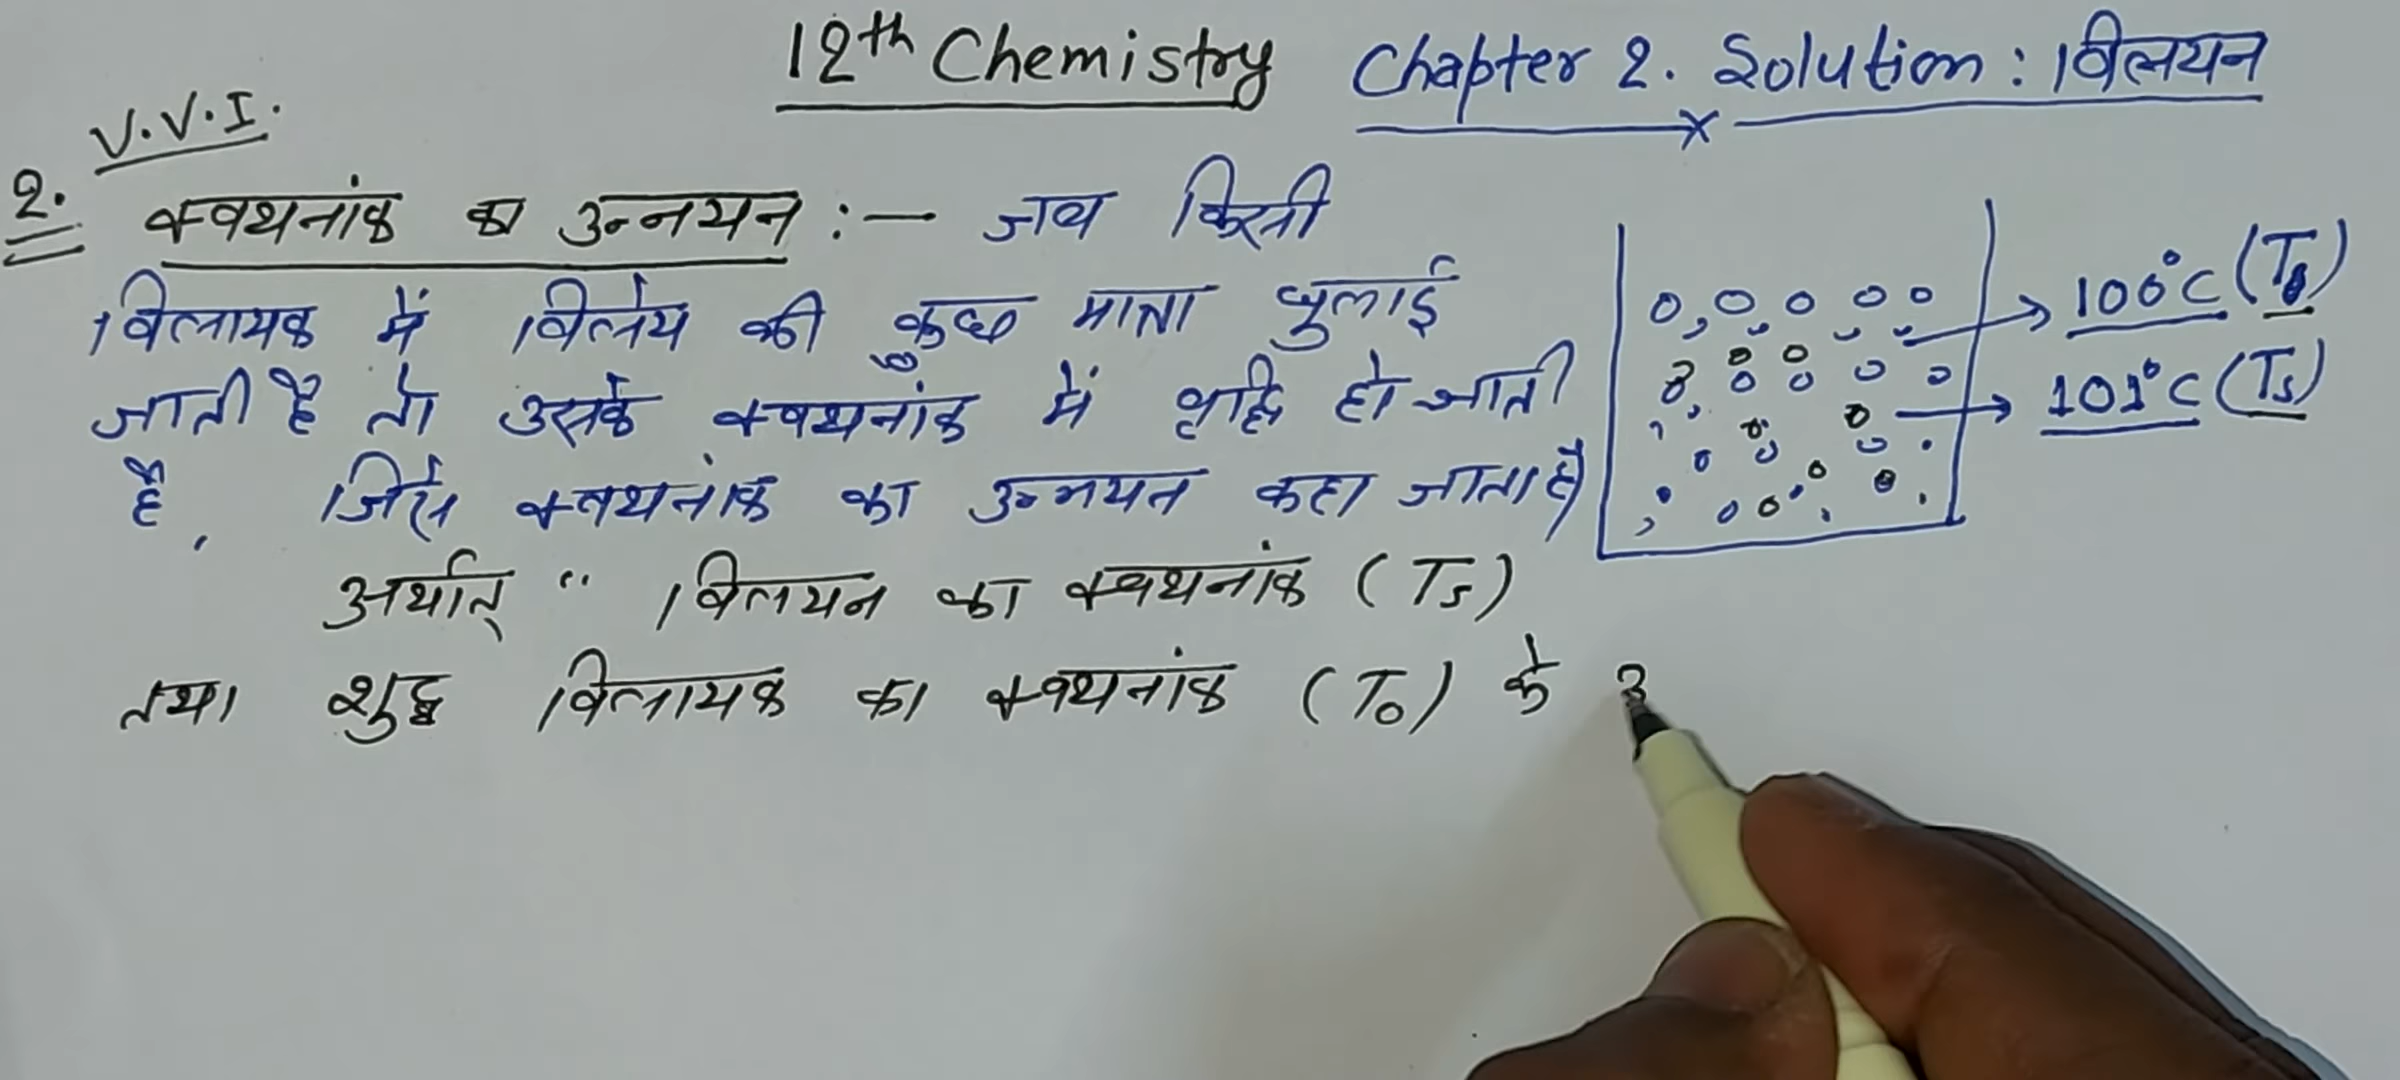 12th Chemistry Chapter 2. Solution : विलयन
V.V.I.
2. क्वथनांक का उन्नयन :— जब किसी
विलायक में विलेय की कुछ मात्रा घुलाई
जाती है तो उसके क्वथनांक में वृद्धि हो जाती
है, जिसे क्वथनांक का उन्नयन कहा जाता है।
अर्थात् " विलयन का क्वथनांक (Ts)
तथा शुद्ध विलायक का क्वथनांक (To) के
100°C
101°C (Ts)